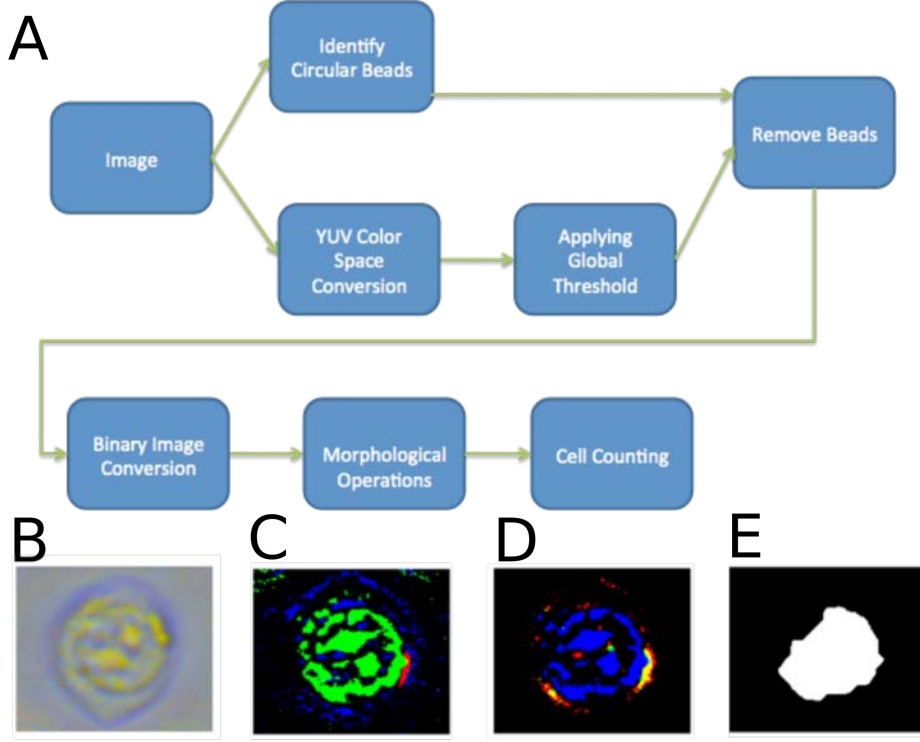 A
Identify
Circular Beads
Image
Remove Beads
YUV Color
Space
Conversion
Applying
Global
Threshold
Binary Image
Conversion
Morphological
Operations
Cell Counting
B
C
D
E